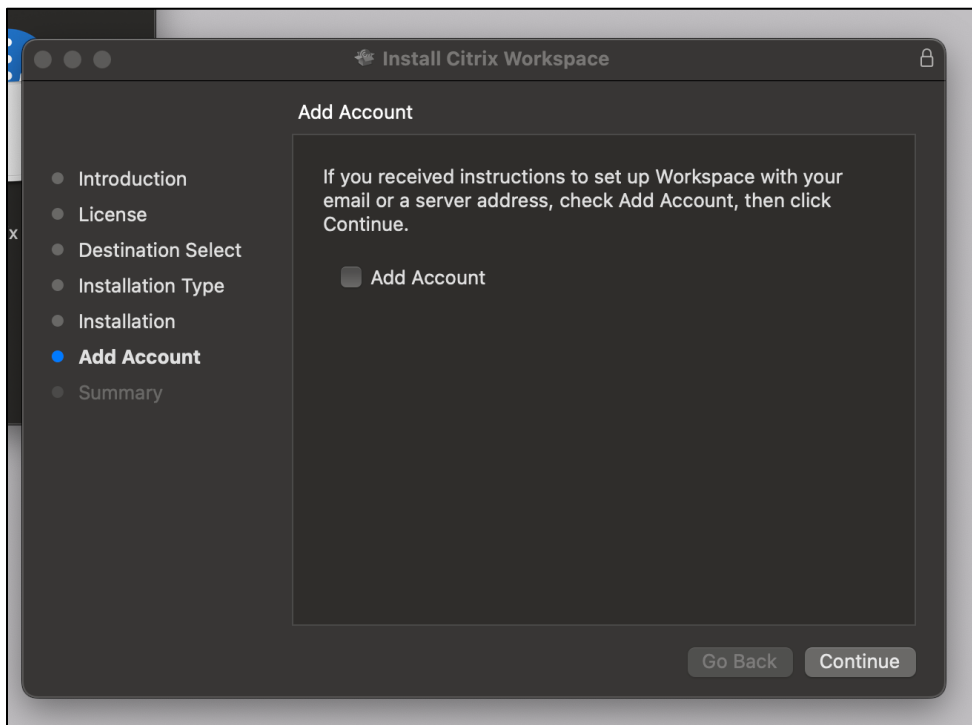 Install Citrix Workspace
Add Account
Introduction
License
Destination Select
Installation Type
Installation
Add Account
Summary
If you received instructions to set up Workspace with your
email or a server address, check Add Account, then click
Continue.
Add Account
x
Go Back
Continue